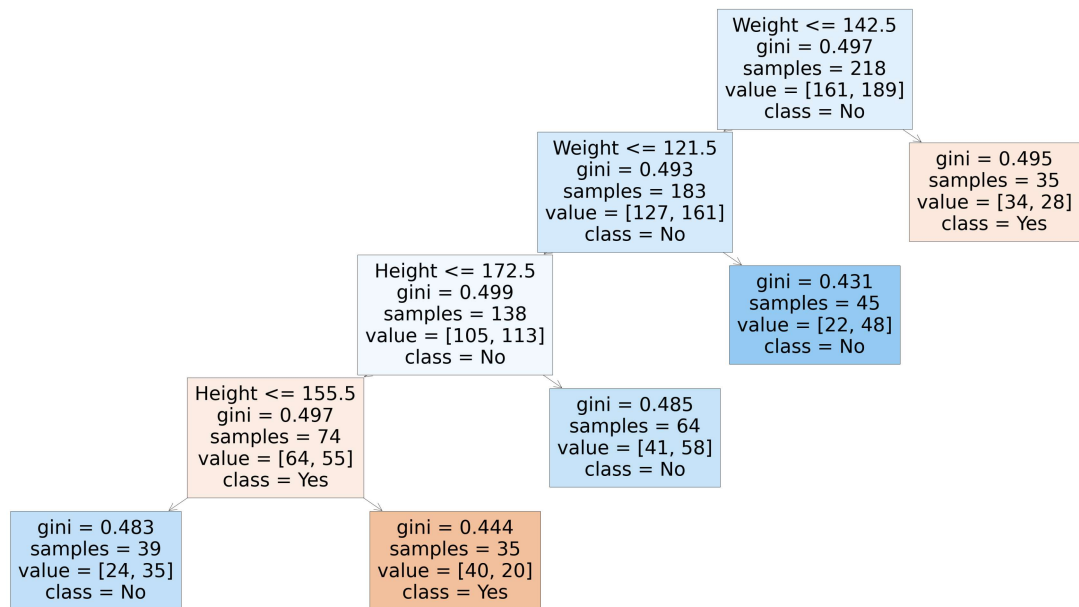 Weight <= 142.5
gini = 0.497
samples = 218
value = [161, 189]
class = No
Weight <= 121.5
gini = 0.493
samples = 183
value = [127, 161]
class = No
gini = 0.495
samples = 35
value = [34, 28]
class = Yes
Height <= 172.5
gini = 0.499
samples = 138
value = [105, 113]
class = No
gini = 0.431
samples = 45
value = [22, 48]
class = No
Height <= 155.5
gini = 0.497
samples = 74
value = [64, 55]
class = Yes
gini = 0.485
samples = 64
value = [41, 58]
class = No
gini = 0.483
samples = 39
value = [24, 35]
class = No
gini = 0.444
samples = 35
value = [40, 20]
class = Yes